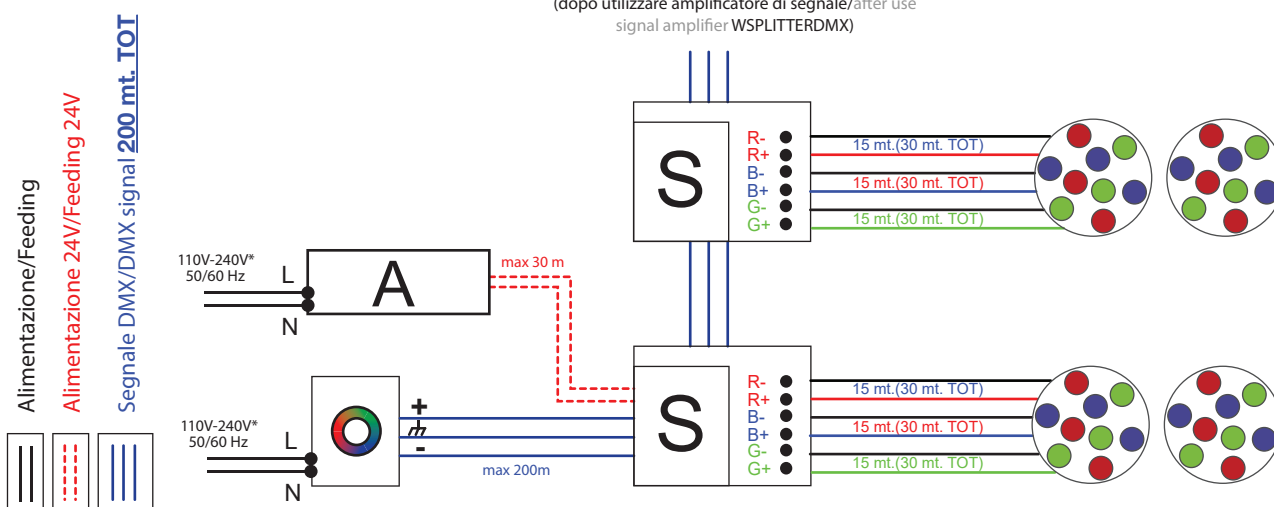 (dopo utilizzare amplificatore di segnale/after use
signal amplifier WSPLITTERDMX)
Alimentazione/Feeding
Alimentazione 24V/Feeding 24V
Segnale DMX/DMX signal 200 mt. TOT
S
R-
R+
B-
B+
G-
G+
15 mt.(30 mt. TOT)
15 mt.(30 mt. TOT)
15 mt.(30 mt. TOT)
110V-240V*
50/60 Hz
L
N
A
max 30 m
110V-240V*
50/60 Hz
L
N
+
-
max 200m
S
R-
R+
B-
B+
G-
G+
15 mt.(30 mt. TOT)
15 mt.(30 mt. TOT)
15 mt.(30 mt. TOT)